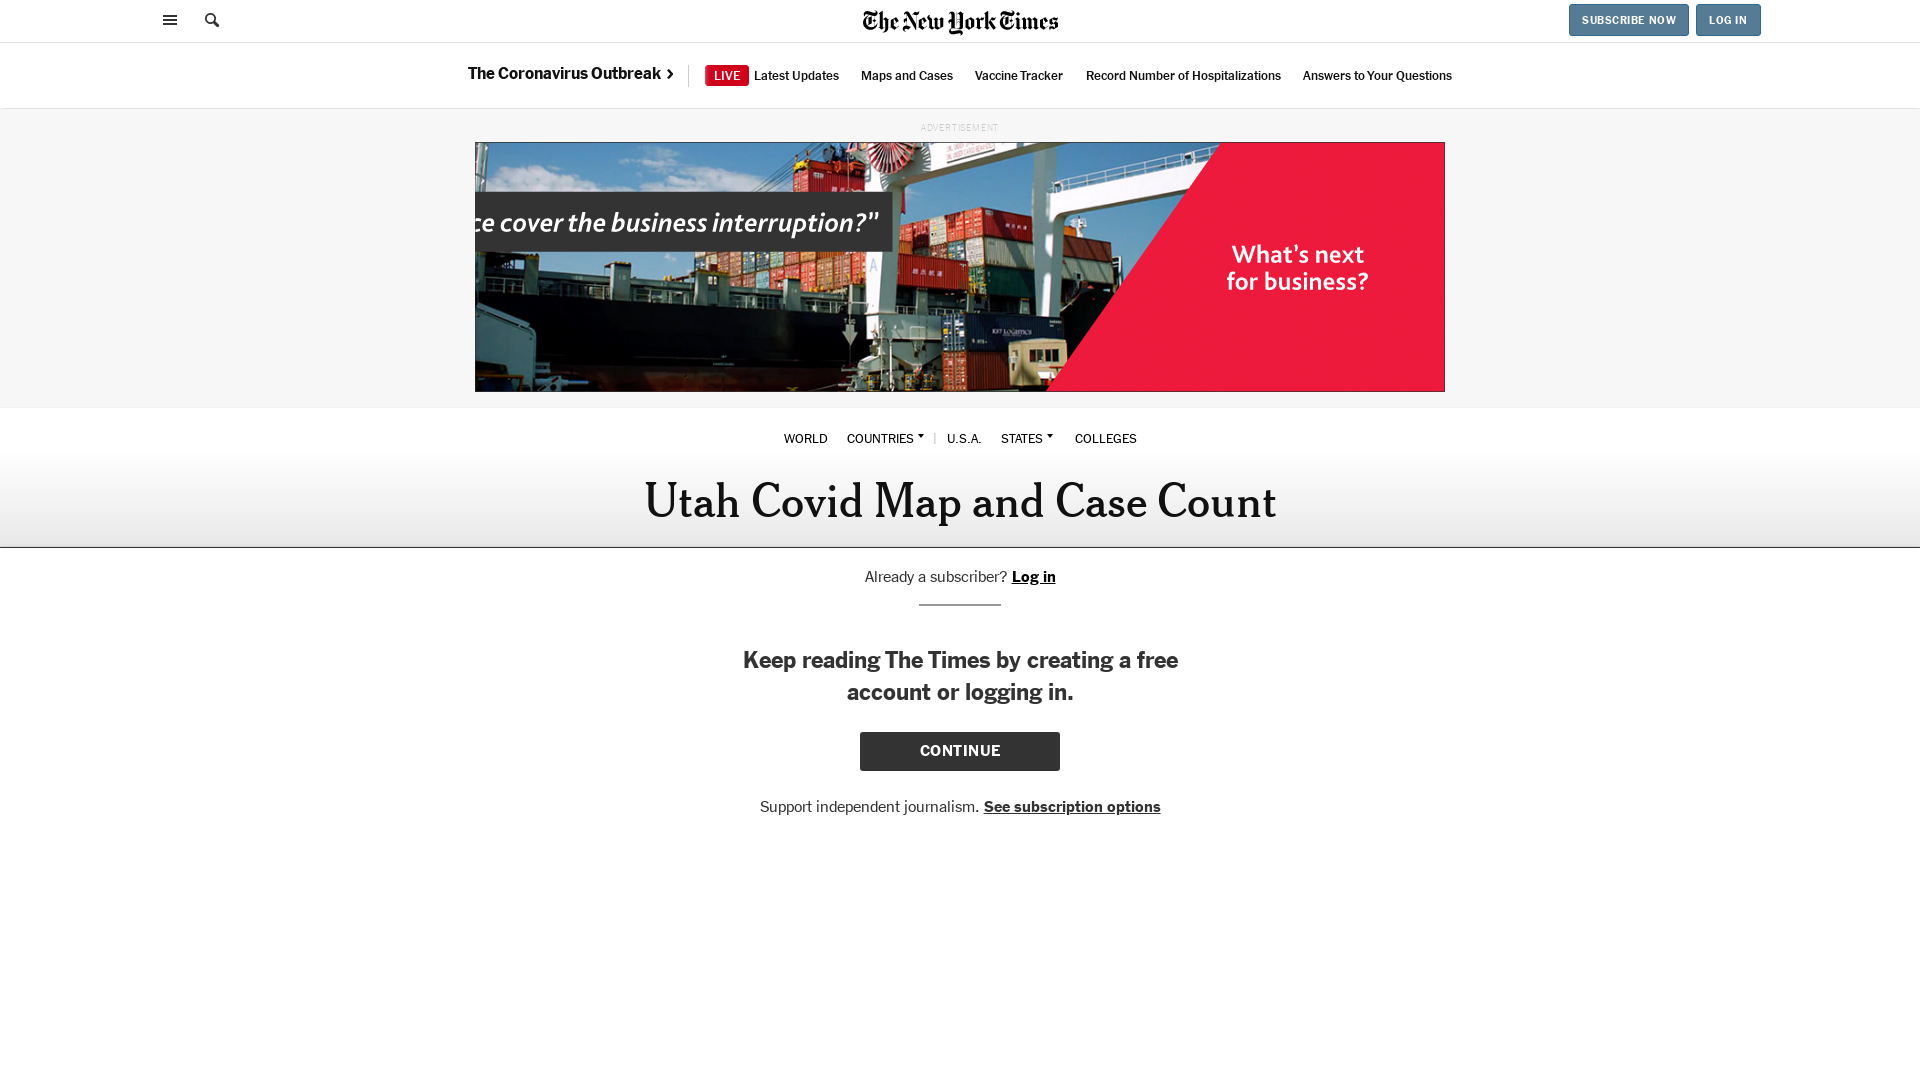 The New York Times
SUBSCRIBE NOW
LOG IN
The Coronavirus Outbreak
LIVE Latest Updates
Maps and Cases
Vaccine Tracker
Record Number of Hospitalizations
Answers to Your Questions
ADVERTISEMENT
ce cover the business interruption?”
What’s next
for business?
WORLD
COUNTRIES
U.S.A.
STATES
COLLEGES
Utah Covid Map and Case Count
Already a subscriber? Log in
Keep reading The Times by creating a free
account or logging in.
CONTINUE
Support independent journalism. See subscription options